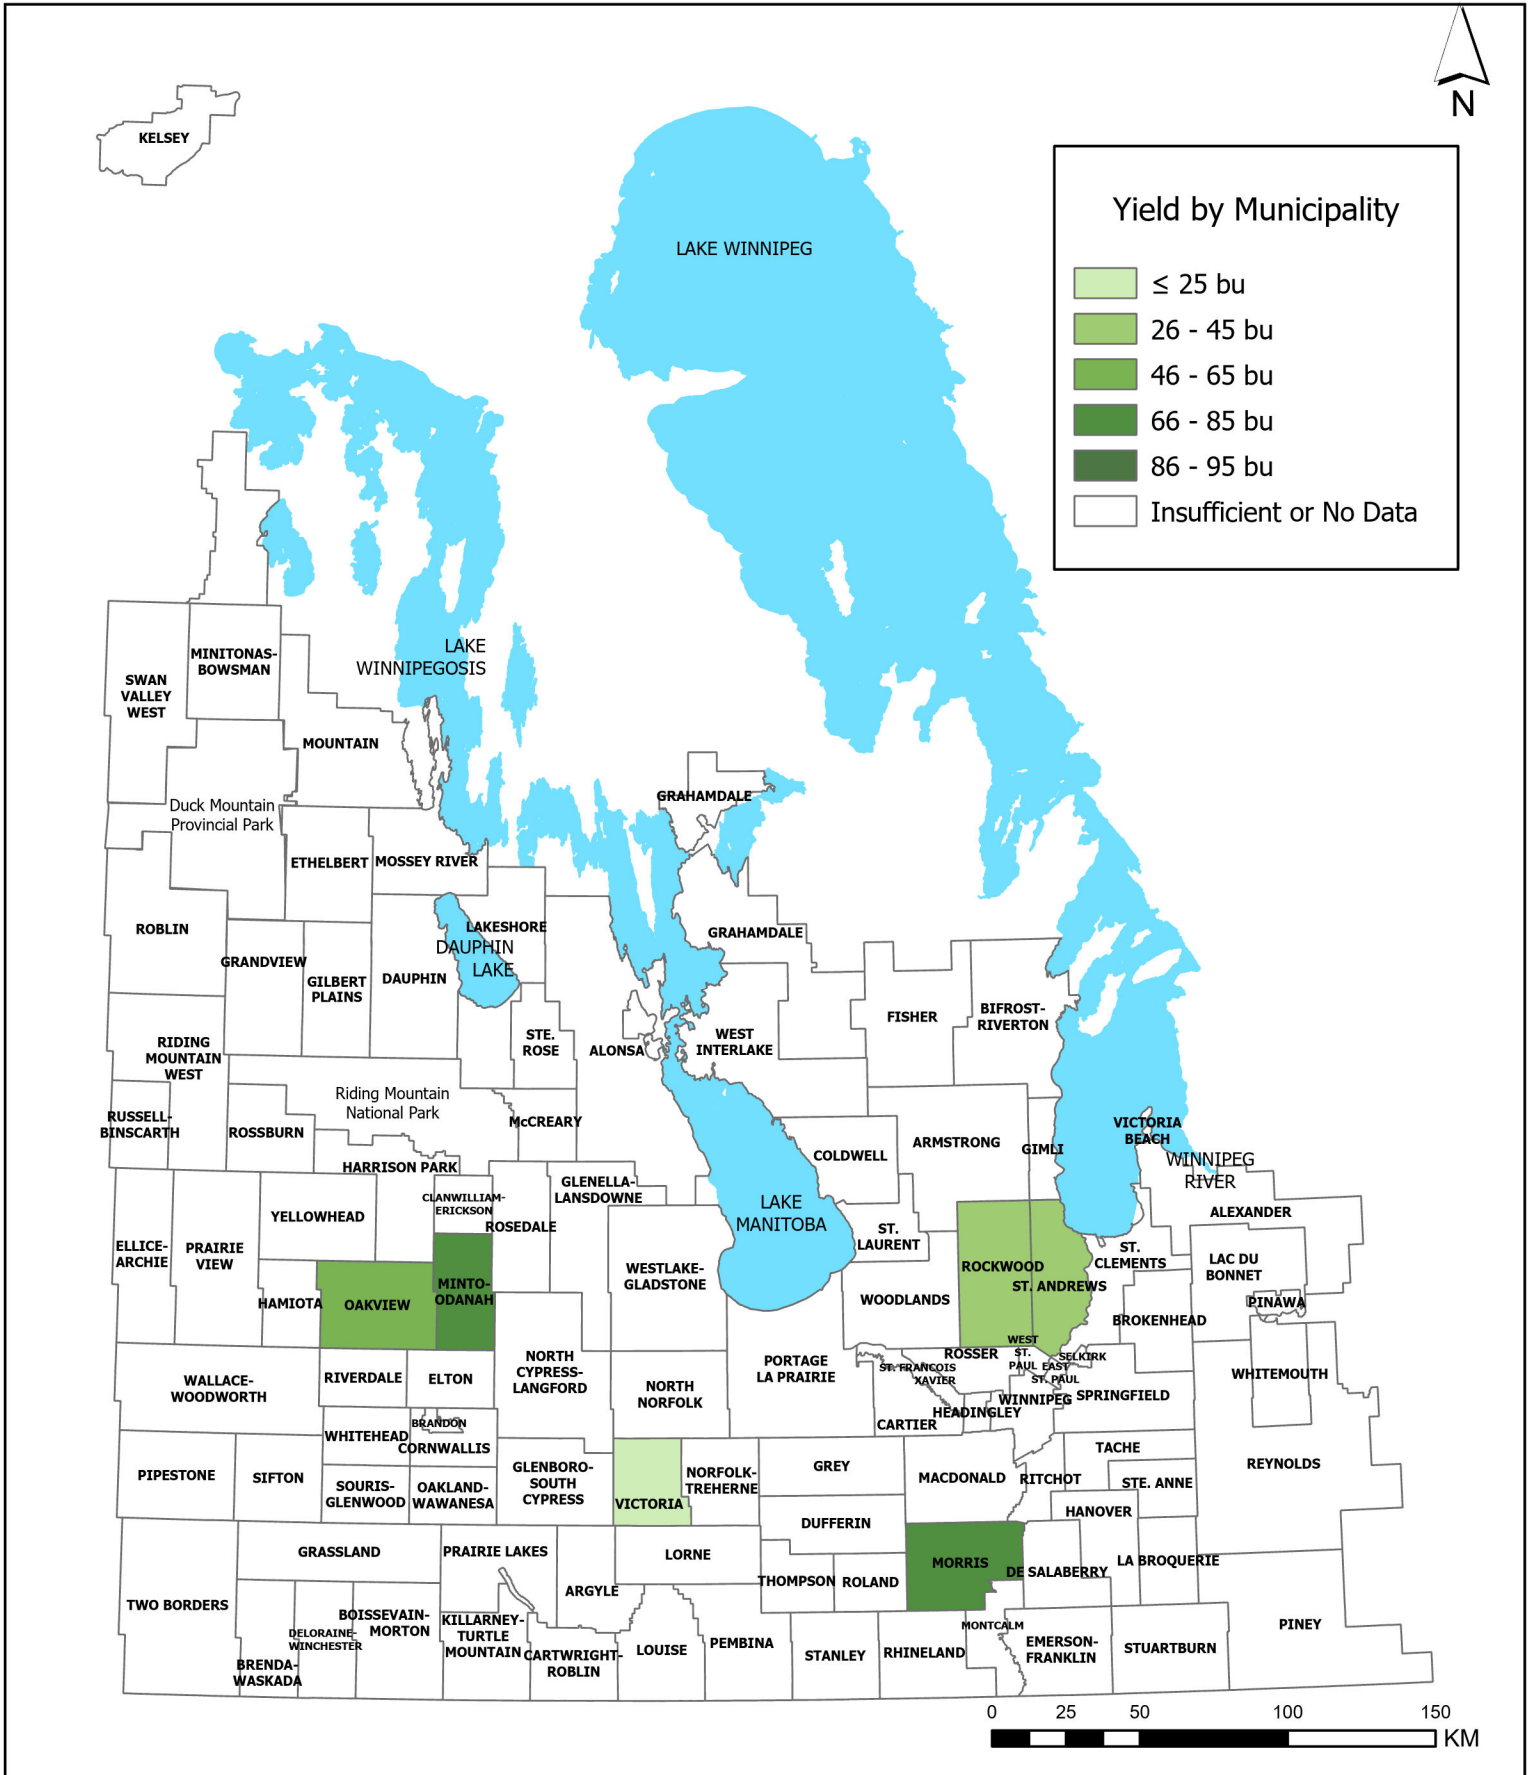 N
KELSEY
Yield by Municipality
≤ 25 bu
26 - 45 bu
46 - 65 bu
66 - 85 bu
86 - 95 bu
Insufficient or No Data
LAKE WINNIPEG
LAKE
WINNIPEGOSIS
MINITONAS-
BOWSMAN
SWAN
VALLEY
WEST
MOUNTAIN
Duck Mountain
Provincial Park
GRAHAMDALE
ETHELBERT
MOSSEY RIVER
ROBLIN
LAKESHORE
DAUPHIN
LAKE
GRAHAMDALE
GRANDVIEW
GILBERT
PLAINS
DAUPHIN
FISHER
BIFROST-
RIVERTON
RIDING
MOUNTAIN
WEST
STE.
ROSE
ALONSA
WEST
INTERLAKE
Riding Mountain
National Park
RUSSELL-
BINSCARTH
ROSSBURN
McCREARY
ARMSTRONG
GIMLI
VICTORIA
BEACH
COLDWELL
WINNIPEG
RIVER
HARRISON PARK
GLENELLA-
LANSDOWNE
CLANWILLIAM-
ERICKSON
ROSEDALE
YELLOWHEAD
LAKE
MANITOBA
ALEXANDER
ELLICE-
ARCHIE
PRAIRIE
VIEW
ST.
LAURENT
ST.
CLEMENTS
LAC DU
BONNET
WESTLAKE-
GLADSTONE
ROCKWOOD
ST. ANDREWS
HAMIOTA
OAKVIEW
MINTO-
ODANAH
WOODLANDS
PINAWA
BROKENHEAD
WALLACE-
WOODWORTH
RIVERDALE
ELTON
NORTH
CYPRESS-
LANGFORD
NORTH
NORFOLK
PORTAGE
LA PRAIRIE
ST. FRANCOIS
XAVIER
ROSSER
WEST
ST.
PAUL
EAST
ST. PAUL
SELKIRK
WHITEMOUTH
WINNIPEG
SPRINGFIELD
HEADINGLEY
CARTIER
WHITEHEAD
BRANDON
CORNWALLIS
PIPESTONE
SIFTON
SOURIS-
GLENWOOD
OAKLAND-
WAWANESA
GLENBORO-
SOUTH
CYPRESS
VICTORIA
NORFOLK-
TREHERNE
GREY
MACDONALD
RITCHOT
TACHE
STE. ANNE
REYNOLDS
HANOVER
DUFFERIN
GRASSLAND
PRAIRIE LAKES
LORNE
ARGYLE
THOMPSON
ROLAND
MORRIS
DE SALABERRY
LA BROQUERIE
TWO BORDERS
BRENDA-
WASKADA
DELORAINE-
WINCHESTER
BOISSEVAIN-
MORTON
KILLARNEY-
TURTLE
MOUNTAIN
CARTWRIGHT-
ROBLIN
LOUISE
PEMBINA
STANLEY
RHINELAND
MONTCALM
EMERSON-
FRANKLIN
STUARTBURN
PINEY
0 25 50 100 150
KM